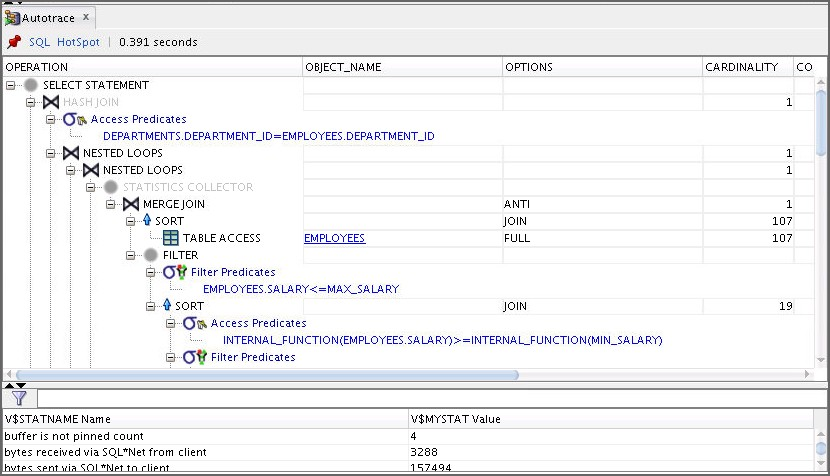 Autotrace x
SQL HotSpot | 0.391 seconds
OPERATION OBJECT_NAME OPTIONS CARDINALITY CO
SELECT STATEMENT
HASH JOIN 1
Access Predicates
DEPARTMENTS.DEPARTMENT_ID=EMPLOYEES.DEPARTMENT_ID
NESTED LOOPS 1
NESTED LOOPS 1
STATISTICS COLLECTOR
MERGE JOIN ANTI 1
SORT JOIN 107
TABLE ACCESS EMPLOYEES FULL 107
FILTER
Filter Predicates
EMPLOYEES.SALARY<=MAX_SALARY
SORT JOIN 19
Access Predicates
INTERNAL_FUNCTION(EMPLOYEES.SALARY)>=INTERNAL_FUNCTION(MIN_SALARY)
Filter Predicates
V$STATNAME Name V$MYSTAT Value
buffer is not pinned count 4
bytes received via SQL*Net from client 3288
bytes sent via SQL*Net to client 157494